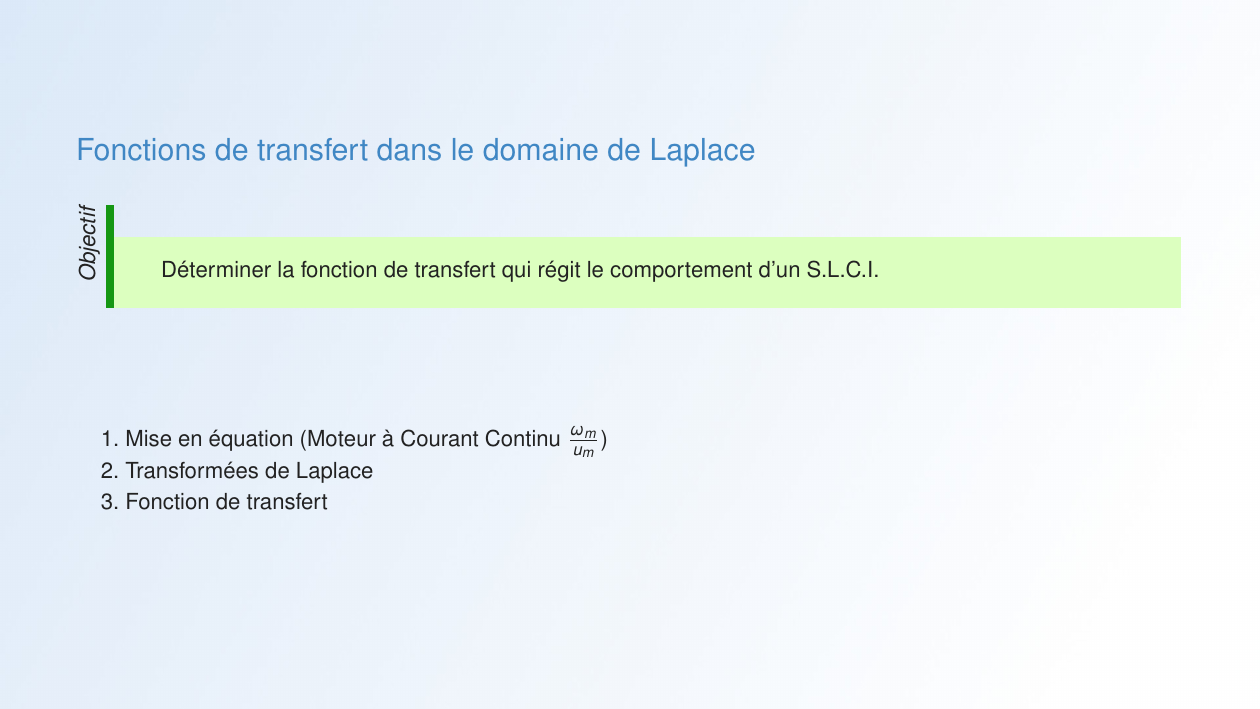 Fonctions de transfert dans le domaine de Laplace
Objectif
Déterminer la fonction de transfert qui régit le comportement d’un S.L.C.I.
1. Mise en équation (Moteur à Courant Continu $\frac{\omega_m}{u_m}$)
2. Transformées de Laplace
3. Fonction de transfert